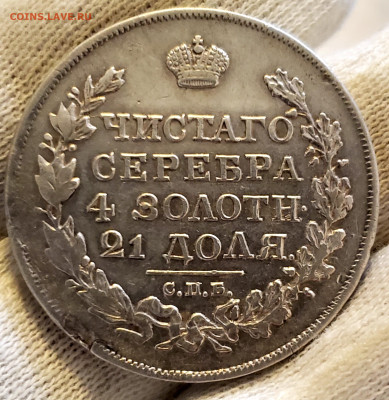 COINS.LAVE.RU
ЧИСТАГО
СЕРЕБРА
4 ЗОЛОТН.
21 ДОЛЯ.
С.П.Б.